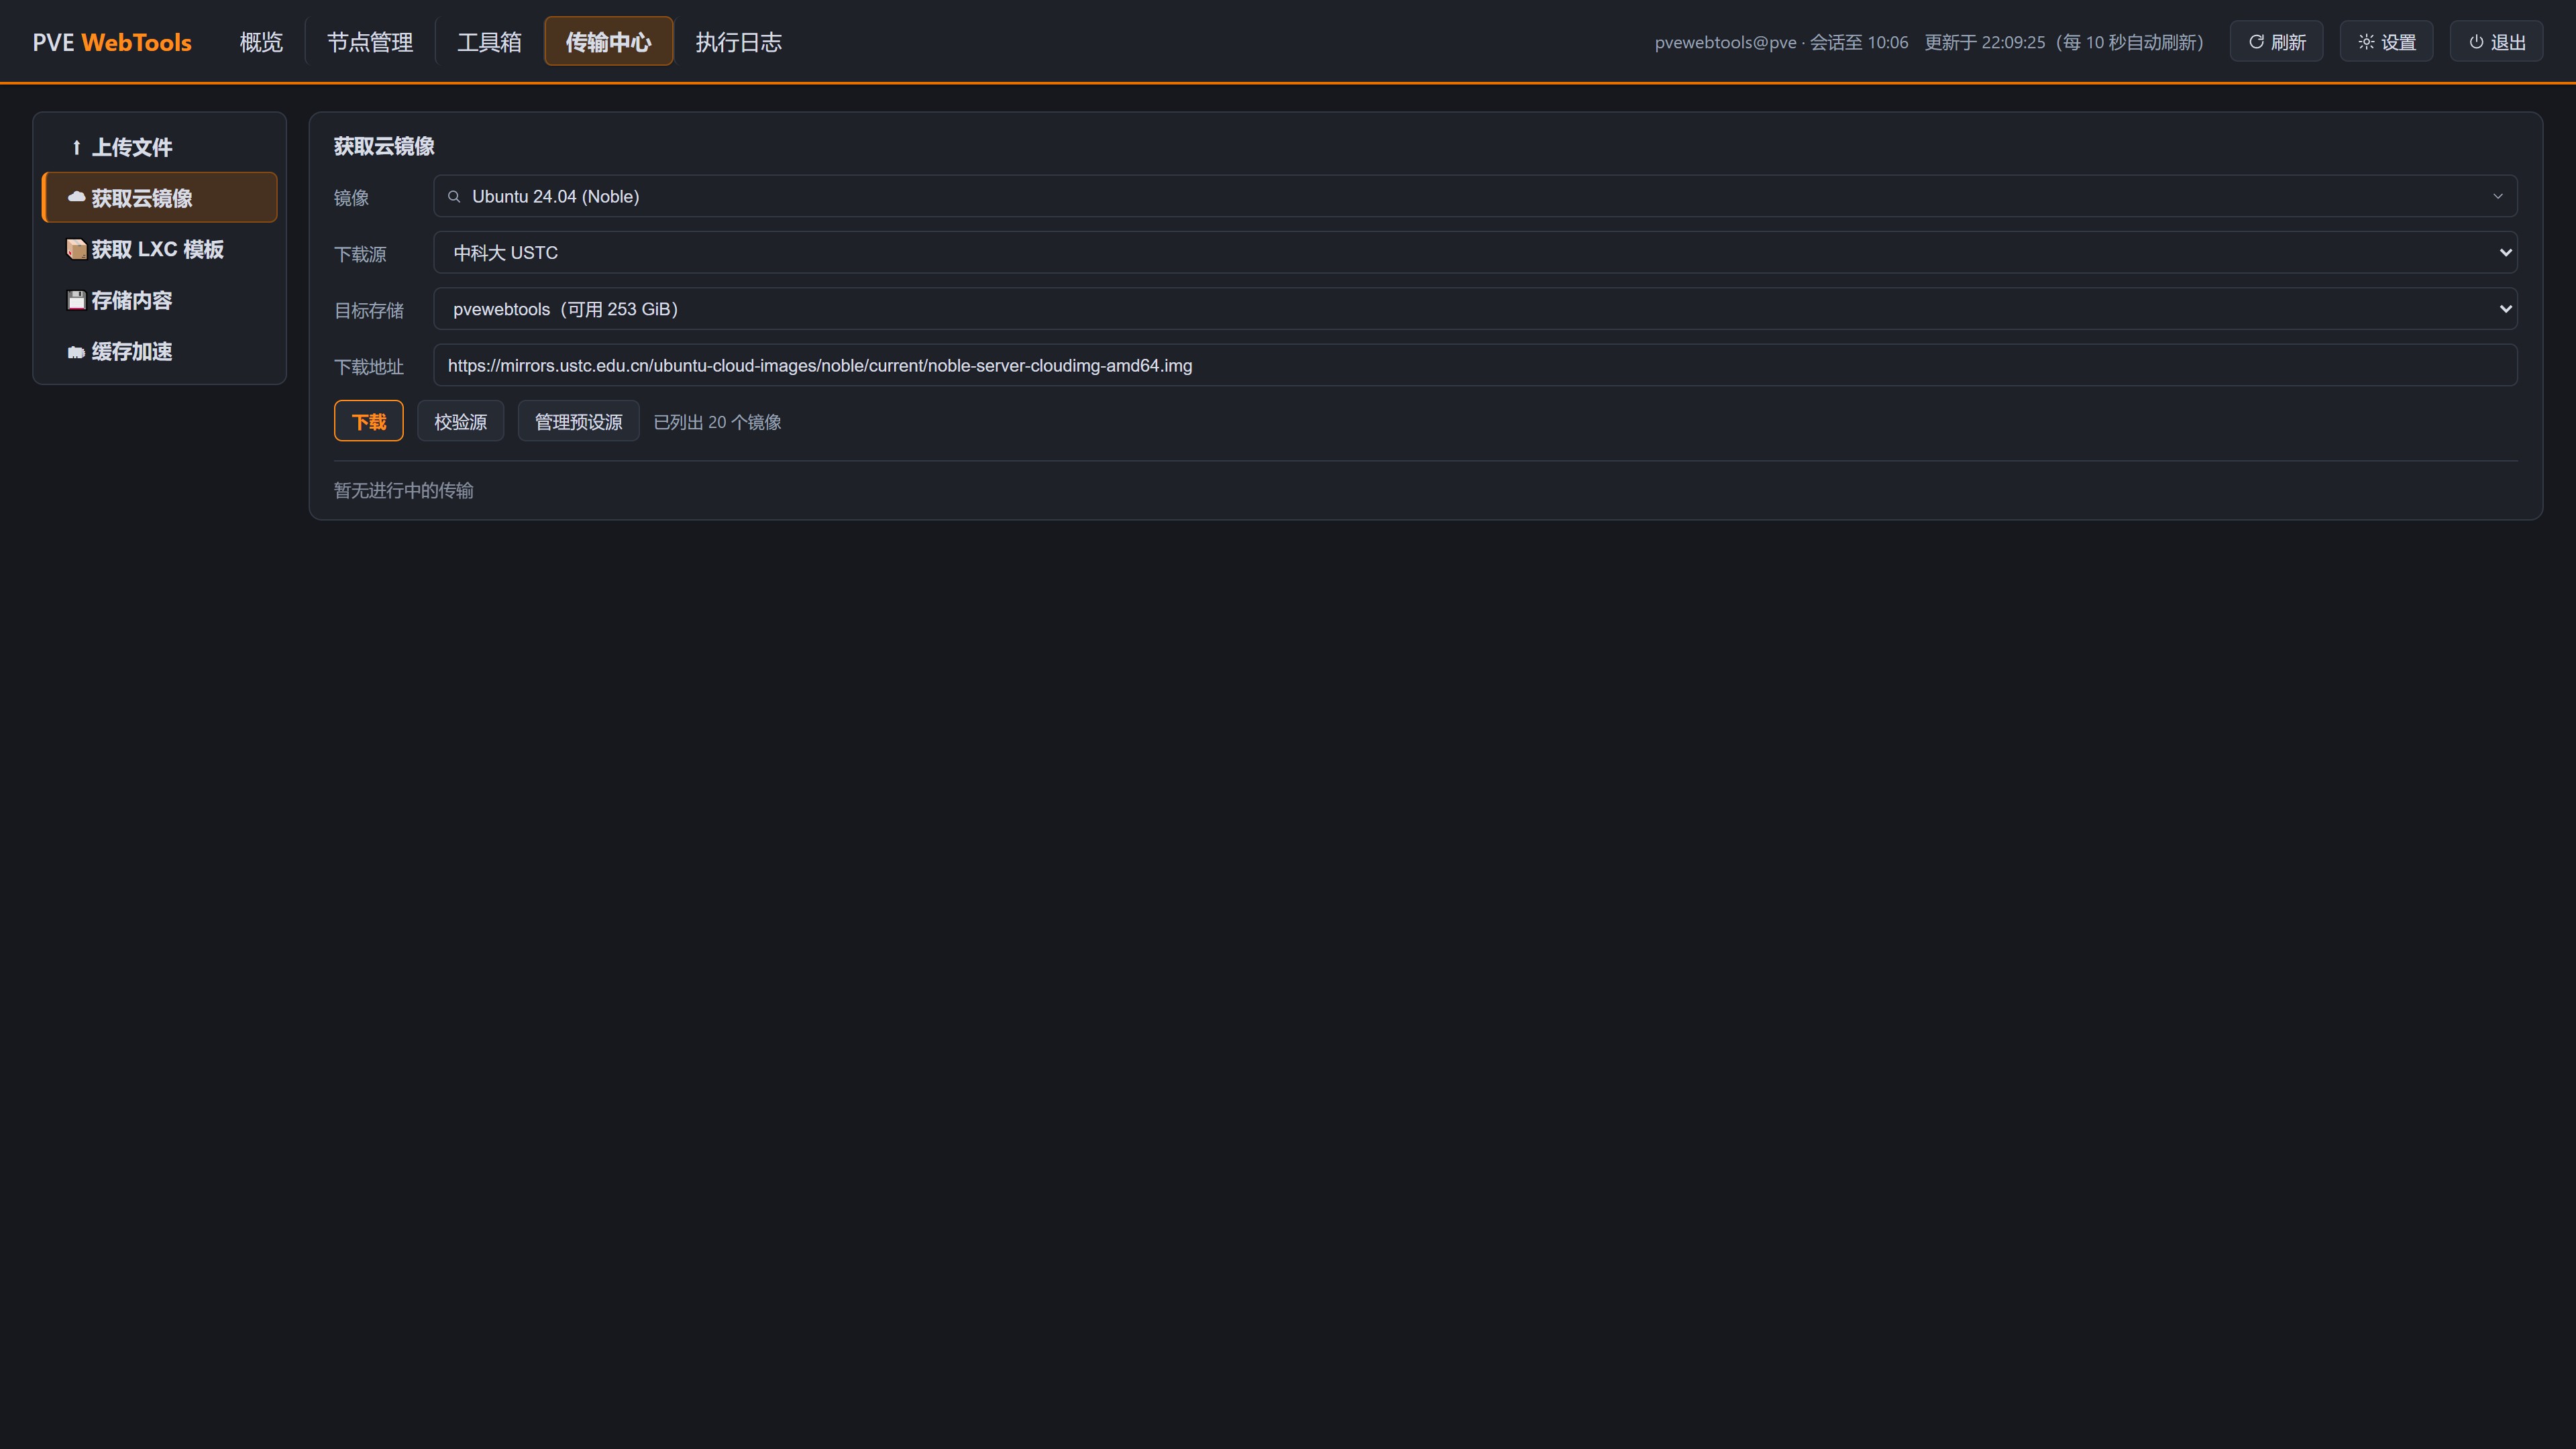 PVE WebTools 概览 节点管理 工具箱 传输中心 执行日志 pvewebtools@pve · 会话至 10:06 更新于 22:09:25（每 10 秒自动刷新） 刷新 设置 退出
上传文件
获取云镜像
获取 LXC 模板
存储内容
缓存加速
获取云镜像
镜像 Ubuntu 24.04 (Noble)
下载源 中科大 USTC
目标存储 pvewebtools（可用 253 GiB）
下载地址 https://mirrors.ustc.edu.cn/ubuntu-cloud-images/noble/current/noble-server-cloudimg-amd64.img
下载 校验源 管理预设源 已列出 20 个镜像
暂无进行中的传输